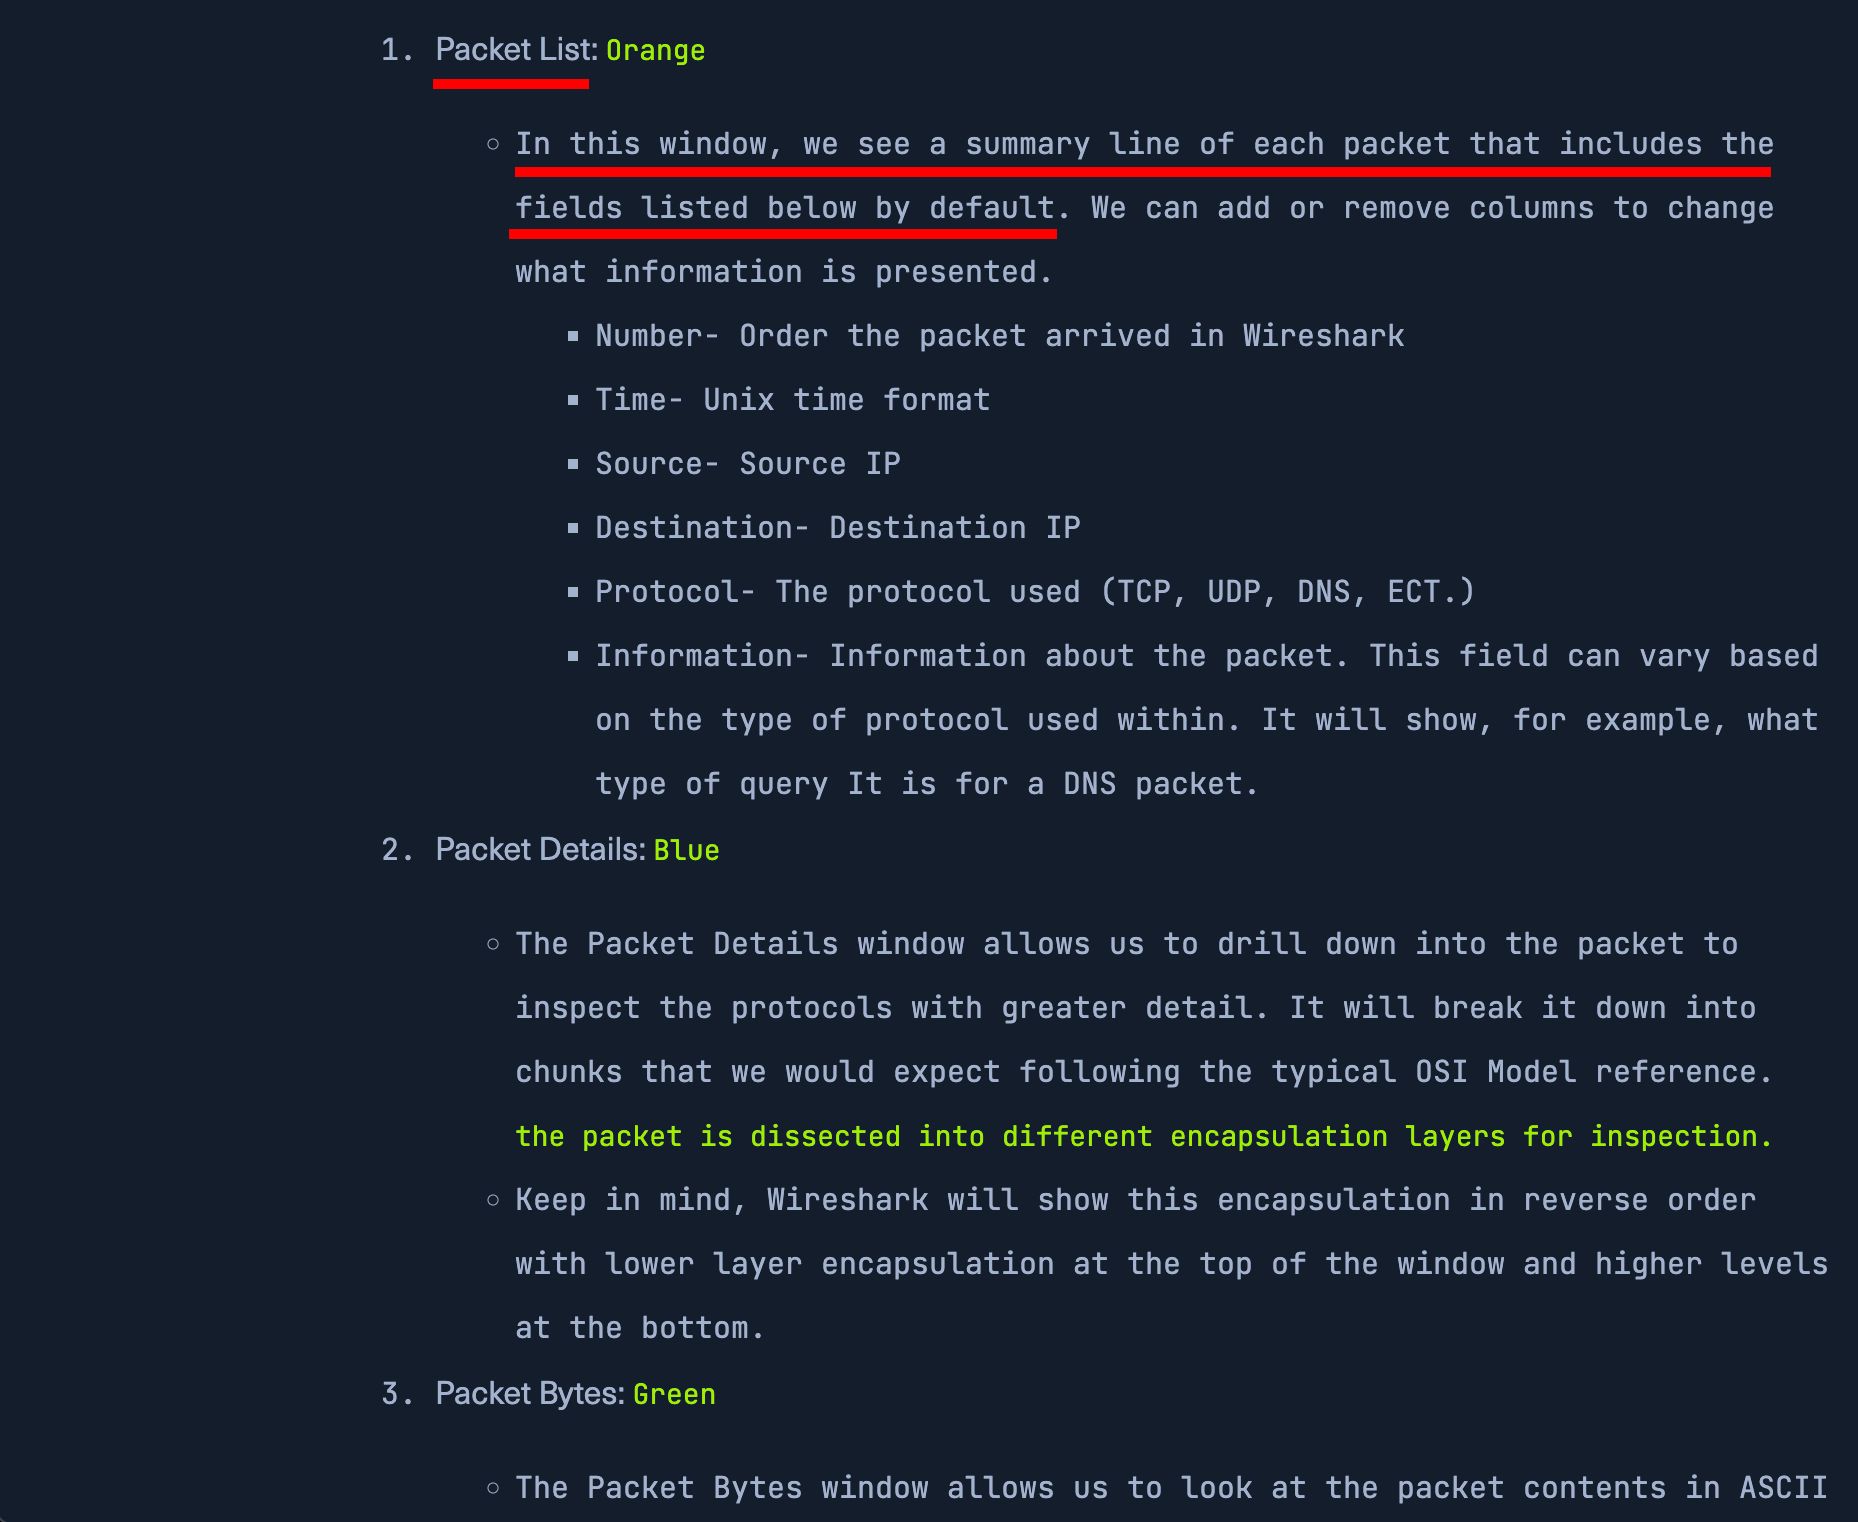 1. Packet List: Orange
○ In this window, we see a summary line of each packet that includes the
fields listed below by default. We can add or remove columns to change
what information is presented.
▪ Number- Order the packet arrived in Wireshark
▪ Time- Unix time format
▪ Source- Source IP
▪ Destination- Destination IP
▪ Protocol- The protocol used (TCP, UDP, DNS, ECT.)
▪ Information- Information about the packet. This field can vary based
on the type of protocol used within. It will show, for example, what
type of query It is for a DNS packet.
2. Packet Details: Blue
○ The Packet Details window allows us to drill down into the packet to
inspect the protocols with greater detail. It will break it down into
chunks that we would expect following the typical OSI Model reference.
the packet is dissected into different encapsulation layers for inspection.
○ Keep in mind, Wireshark will show this encapsulation in reverse order
with lower layer encapsulation at the top of the window and higher levels
at the bottom.
3. Packet Bytes: Green
○ The Packet Bytes window allows us to look at the packet contents in ASCII